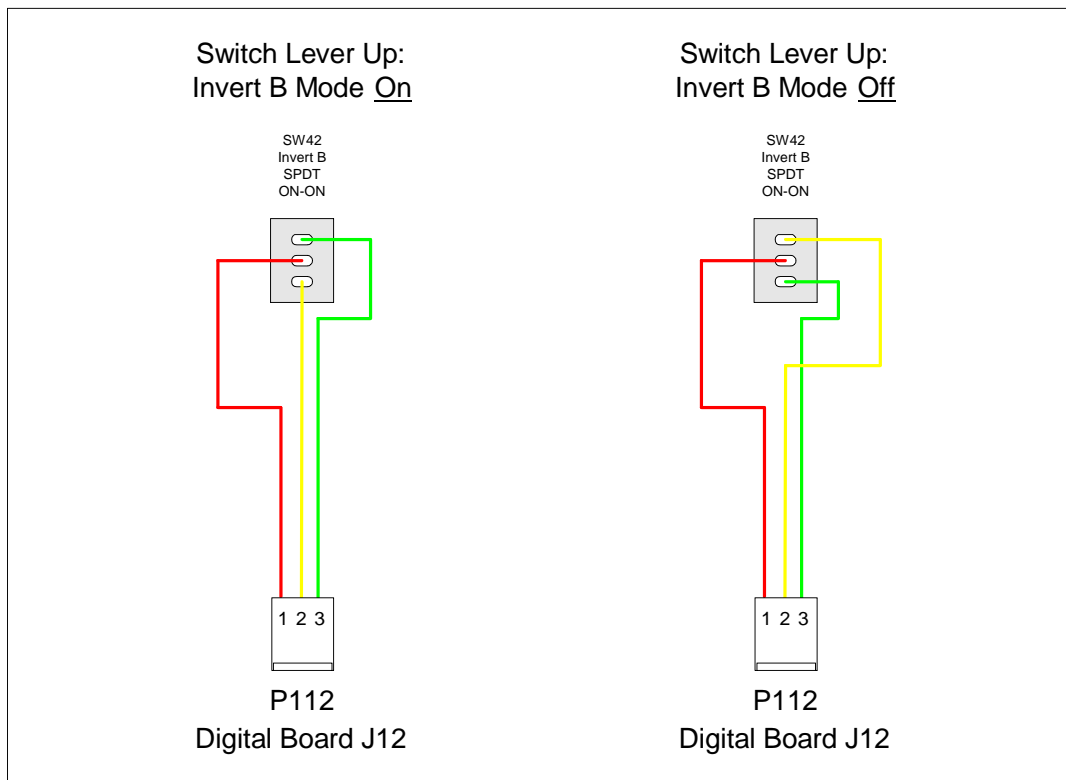 Switch Lever Up:
Invert B Mode On
SW42
Invert B
SPDT
ON-ON
1 2 3
P112
Digital Board J12
Switch Lever Up:
Invert B Mode Off
SW42
Invert B
SPDT
ON-ON
1 2 3
P112
Digital Board J12